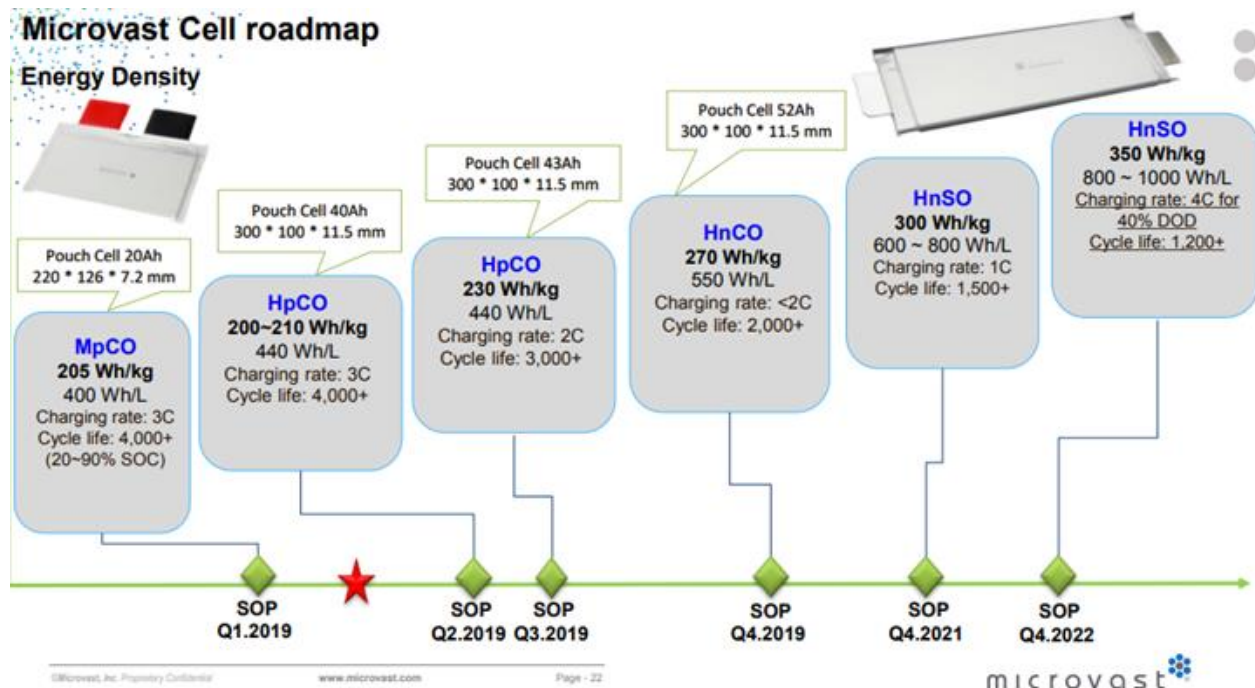 Microvast Cell roadmap
Energy Density
Pouch Cell 20Ah
220 * 126 * 7.2 mm
MpCO
205 Wh/kg
400 Wh/L
Charging rate: 3C
Cycle life: 4,000+
(20~90% SOC)
Pouch Cell 40Ah
300 * 100 * 11.5 mm
HpCO
200~210 Wh/kg
440 Wh/L
Charging rate: 3C
Cycle life: 4,000+
Pouch Cell 43Ah
300 * 100 * 11.5 mm
HpCO
230 Wh/kg
440 Wh/L
Charging rate: 2C
Cycle life: 3,000+
Pouch Cell 52Ah
300 * 100 * 11.5 mm
HnCO
270 Wh/kg
550 Wh/L
Charging rate: <2C
Cycle life: 2,000+
HnSO
300 Wh/kg
600 ~ 800 Wh/L
Charging rate: 1C
Cycle life: 1,500+
HnSO
350 Wh/kg
800 ~ 1000 Wh/L
Charging rate: 4C for
40% DOD
Cycle life: 1,200+
SOP
Q1.2019
SOP
Q2.2019
SOP
Q3.2019
SOP
Q4.2019
SOP
Q4.2021
SOP
Q4.2022
©Microvast, Inc. Proprietary Confidential
www.microvast.com
Page - 22
microvast